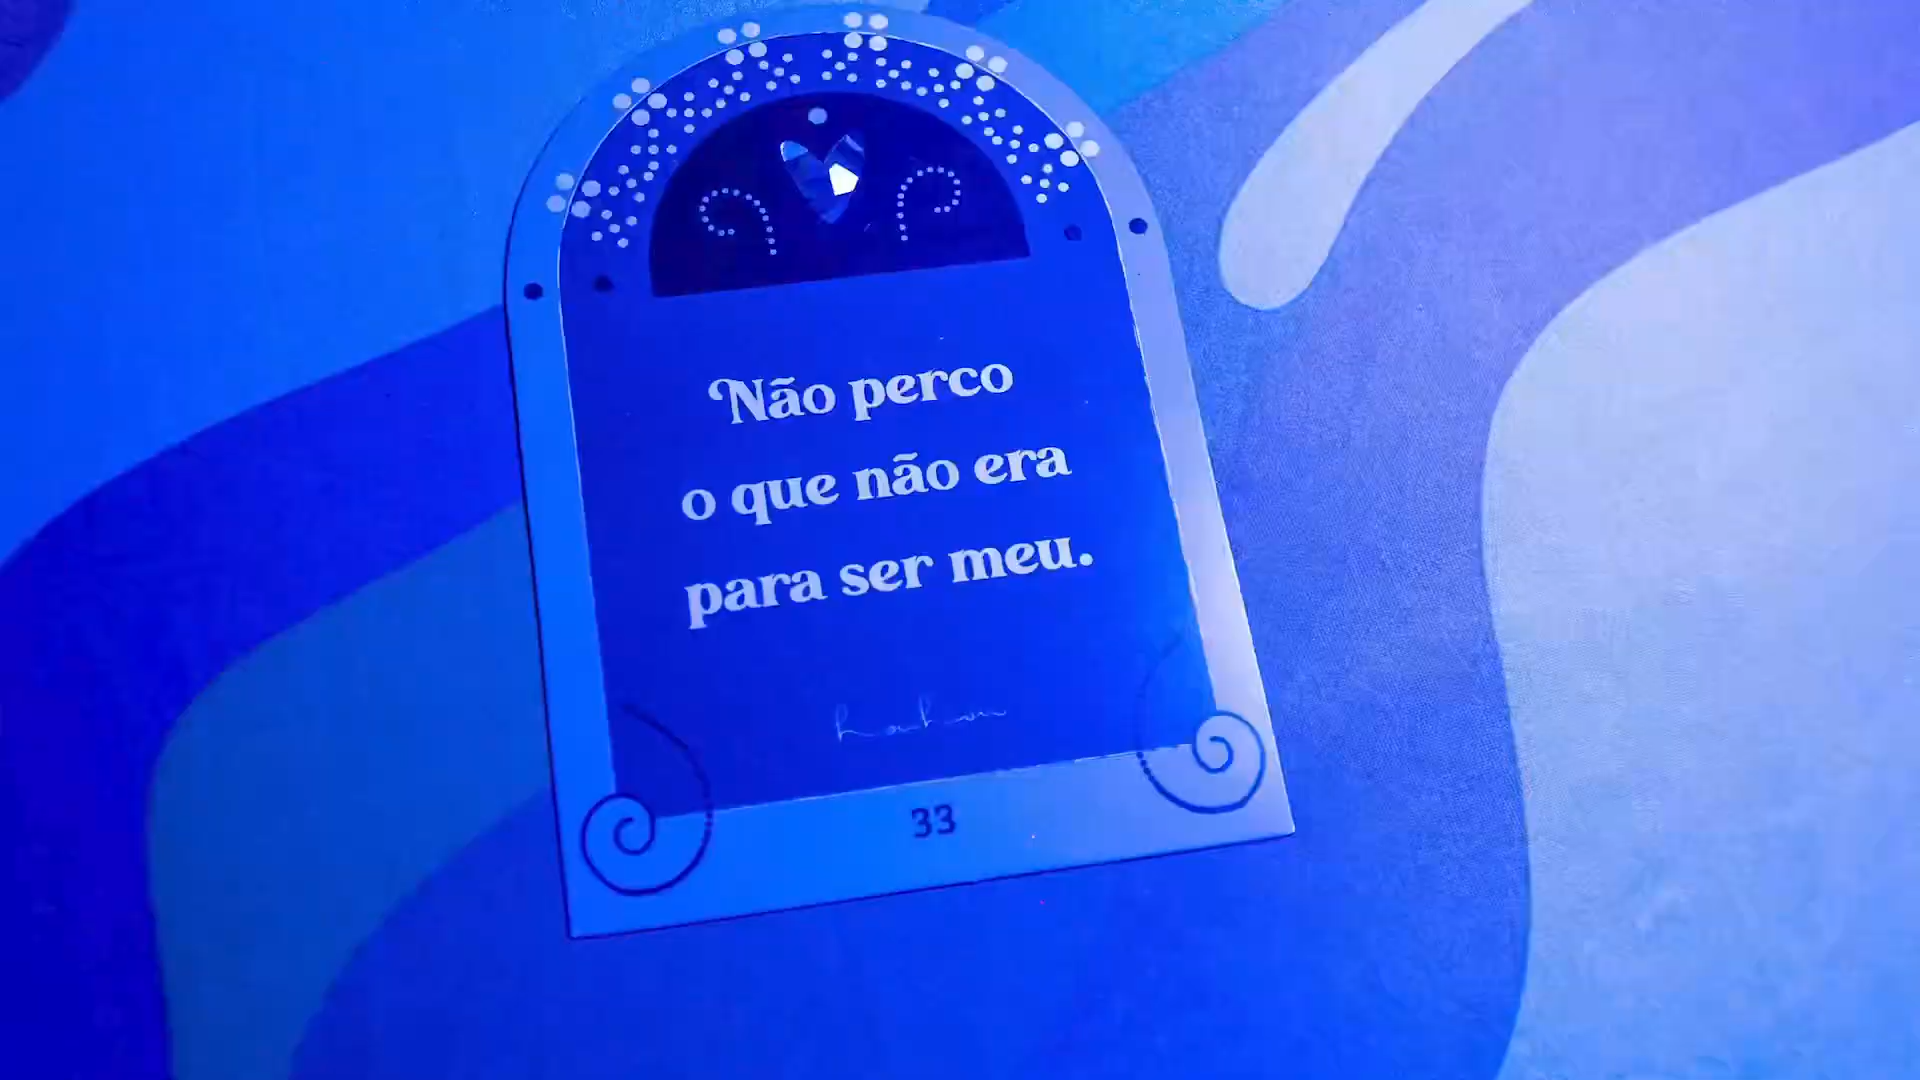 Não perco
o que não era
para ser meu.
33